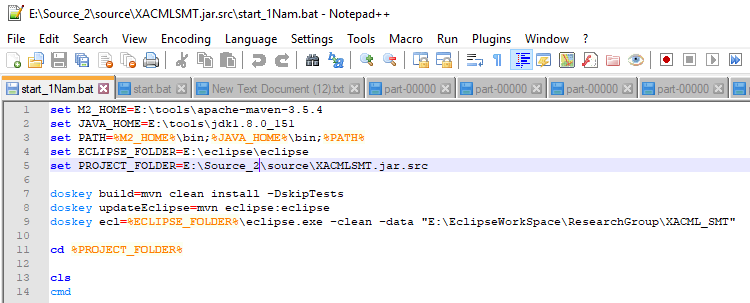 E:\Source_2\source\XACMLSMT.jar.src\start_1Nam.bat - Notepad++
File Edit Search View Encoding Language Settings Tools Macro Run Plugins Window ?
start_1Nam.bat start.bat New Text Document (12).txt part-00000 part-00000 part-00000 part-00000
1 set M2_HOME=E:\tools\apache-maven-3.5.4
2 set JAVA_HOME=E:\tools\jdk1.8.0_151
3 set PATH=%M2_HOME%\bin;%JAVA_HOME%\bin;%PATH%
4 set ECLIPSE_FOLDER=E:\eclipse\eclipse
5 set PROJECT_FOLDER=E:\Source_2\source\XACMLSMT.jar.src
6
7 doskey build=mvn clean install -DskipTests
8 doskey updateEclipse=mvn eclipse:eclipse
9 doskey ecl=%ECLIPSE_FOLDER%\eclipse.exe -clean -data "E:\EclipseWorkSpace\ResearchGroup\XACML_SMT"
10
11 cd %PROJECT_FOLDER%
12
13 cls
14 cmd